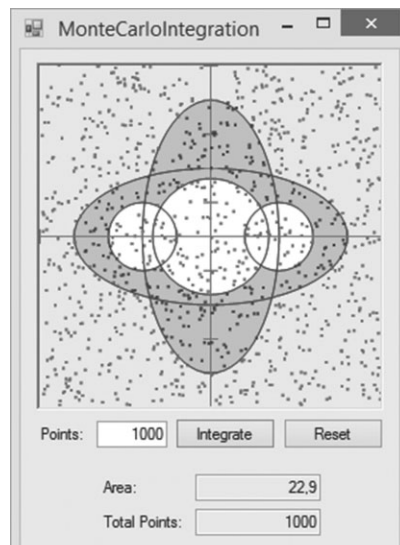 MonteCarloIntegration
Points: 1000 Integrate Reset
Area: 22,9
Total Points: 1000